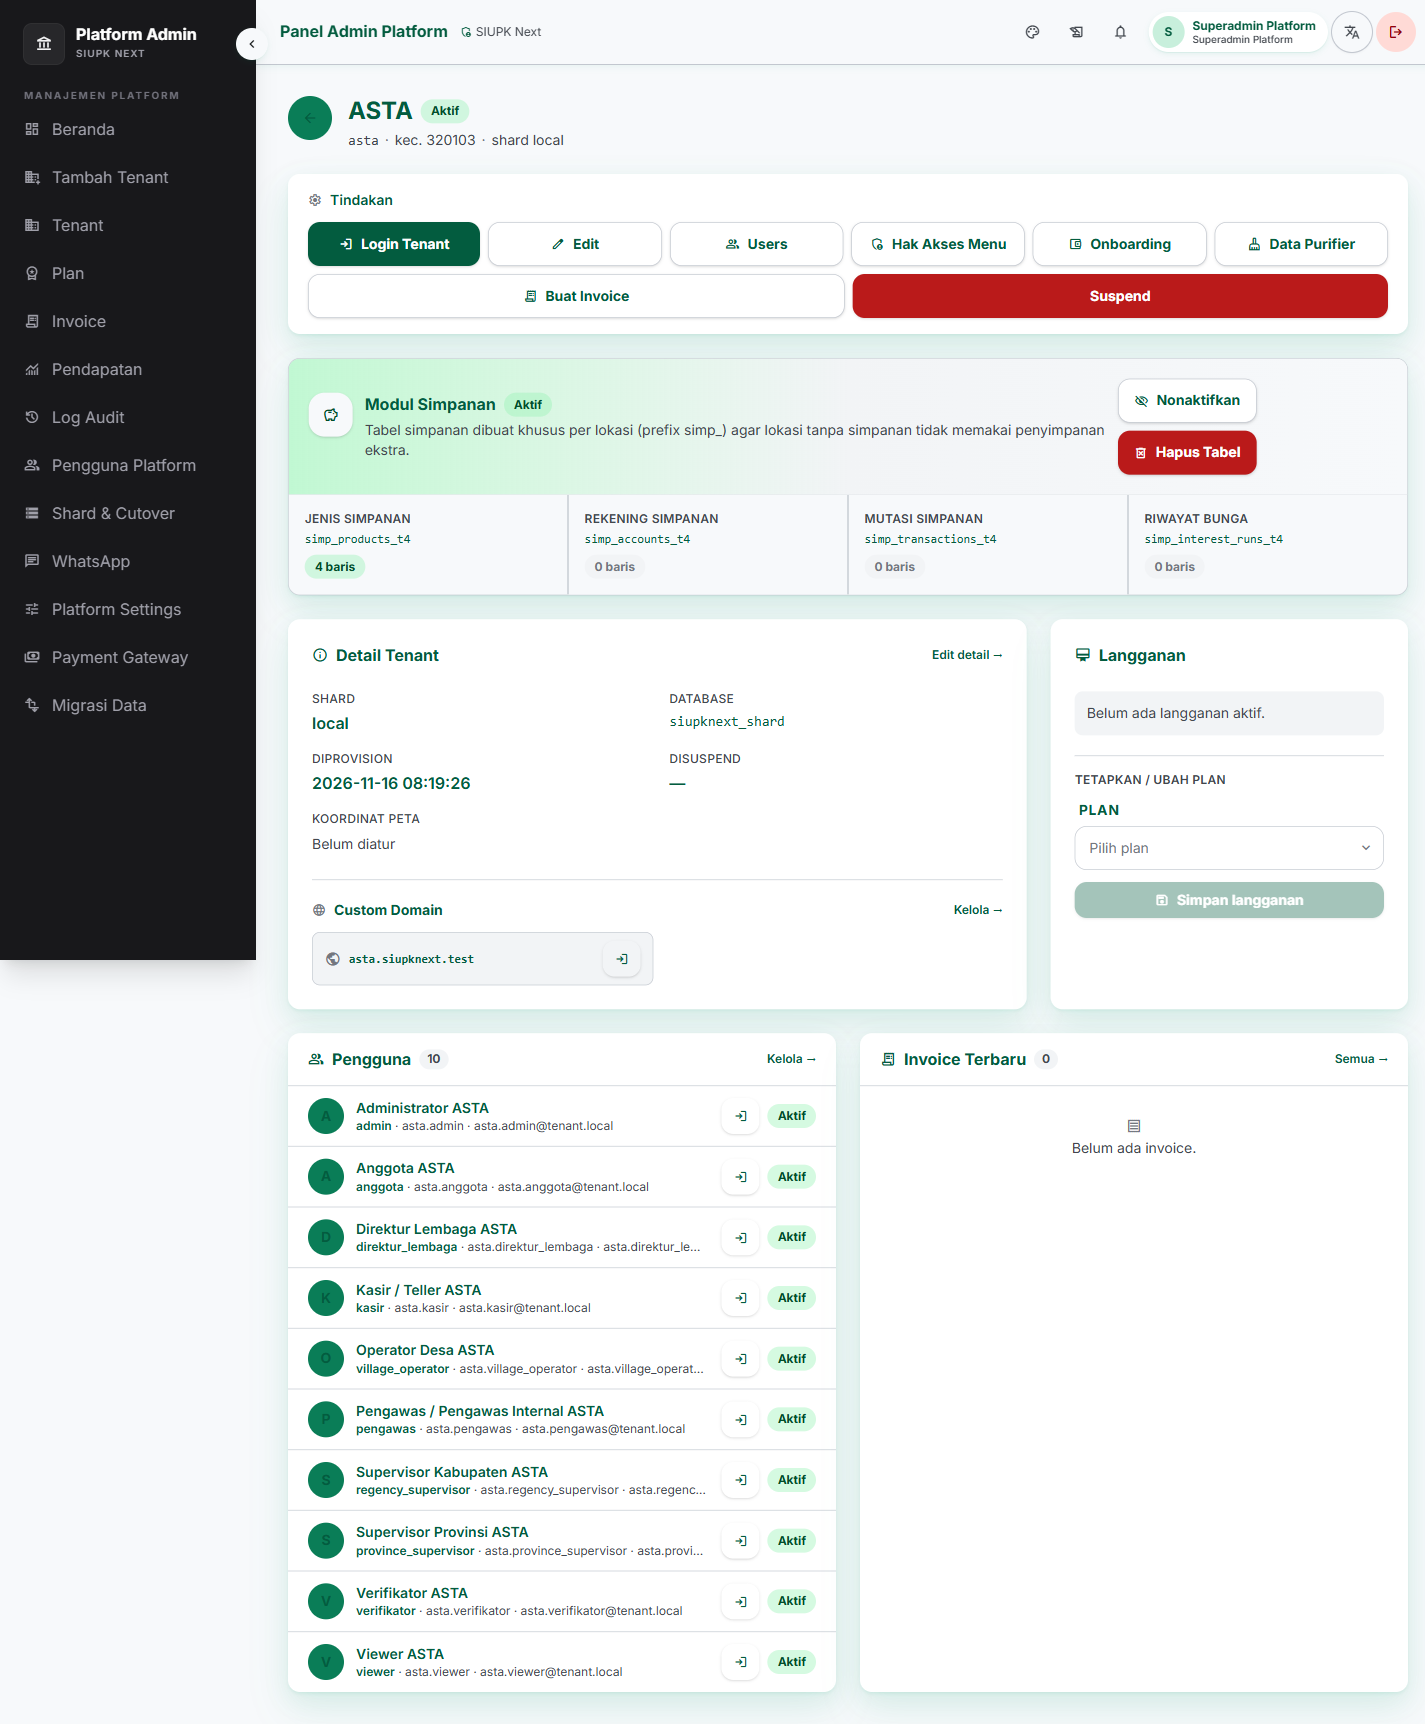 Platform Admin
SIUPK NEXT
MANAJEMEN PLATFORM
Beranda
Tambah Tenant
Tenant
Plan
Invoice
Pendapatan
Log Audit
Pengguna Platform
Shard & Cutover
WhatsApp
Platform Settings
Payment Gateway
Migrasi Data
Panel Admin Platform
SIUPK Next
S
Superadmin Platform
Superadmin Platform
ASTA
Aktif
asta · kec. 320103 · shard local
Tindakan
Login Tenant
Edit
Users
Hak Akses Menu
Onboarding
Data Purifier
Buat Invoice
Suspend
Modul Simpanan
Aktif
Tabel simpanan dibuat khusus per lokasi (prefix simp_) agar lokasi tanpa simpanan tidak memakai penyimpanan
ekstra.
Nonaktifkan
Hapus Tabel
JENIS SIMPANAN
simp_products_t4
4 baris
REKENING SIMPANAN
simp_accounts_t4
0 baris
MUTASI SIMPANAN
simp_transactions_t4
0 baris
RIWAYAT BUNGA
simp_interest_runs_t4
0 baris
Detail Tenant
Edit detail →
SHARD
local
DATABASE
siupknext_shard
DIPROVISION
2026-11-16 08:19:26
DISUSPEND
—
KOORDINAT PETA
Belum diatur
Custom Domain
Kelola →
asta.siupknext.test
Langganan
Belum ada langganan aktif.
TETAPKAN / UBAH PLAN
PLAN
Pilih plan
Simpan langganan
Pengguna
10
Kelola →
A
Administrator ASTA
admin · asta.admin · asta.admin@tenant.local
Aktif
A
Anggota ASTA
anggota · asta.anggota · asta.anggota@tenant.local
Aktif
D
Direktur Lembaga ASTA
direktur_lembaga · asta.direktur_lembaga · asta.direktur_le...
Aktif
K
Kasir / Teller ASTA
kasir · asta.kasir · asta.kasir@tenant.local
Aktif
O
Operator Desa ASTA
village_operator · asta.village_operator · asta.village_operat...
Aktif
P
Pengawas / Pengawas Internal ASTA
pengawas · asta.pengawas · asta.pengawas@tenant.local
Aktif
S
Supervisor Kabupaten ASTA
regency_supervisor · asta.regency_supervisor · asta.regenc...
Aktif
S
Supervisor Provinsi ASTA
province_supervisor · asta.province_supervisor · asta.provi...
Aktif
V
Verifikator ASTA
verifikator · asta.verifikator · asta.verifikator@tenant.local
Aktif
V
Viewer ASTA
viewer · asta.viewer · asta.viewer@tenant.local
Aktif
Invoice Terbaru
0
Semua →
Belum ada invoice.